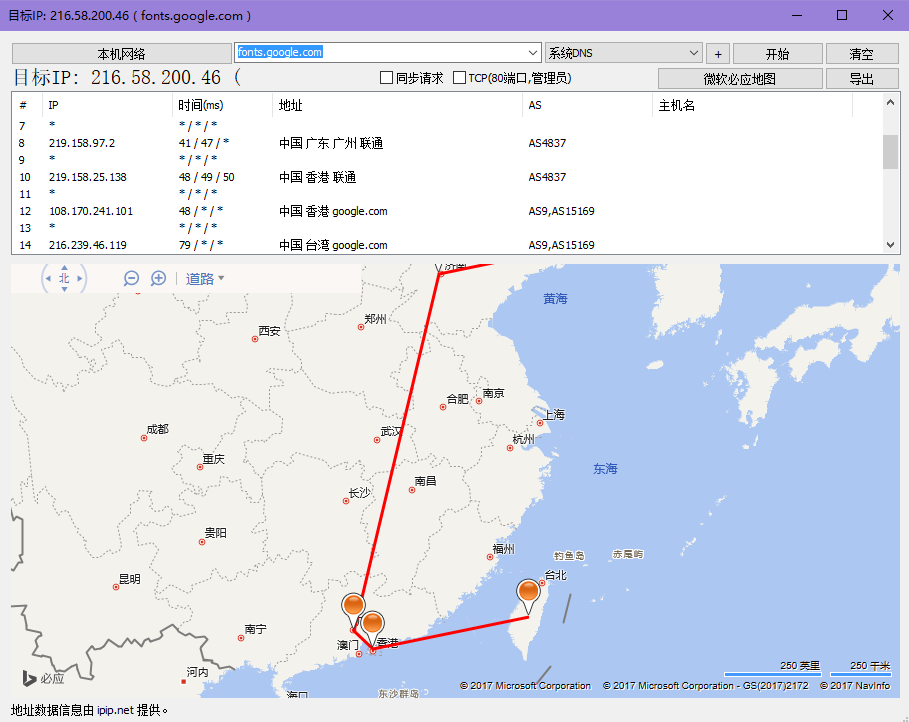 目标IP: 216.58.200.46 ( fonts.google.com )
本机网络 fonts.google.com 系统DNS + 开始 清空
目标IP: 216.58.200.46 ( 同步请求 TCP(80端口,管理员) 微软必应地图 导出
# IP 时间(ms) 地址 AS 主机名
7 * * / * / *
8 219.158.97.2 41 / 47 / * 中国 广东 广州 联通 AS4837
9 * * / * / *
10 219.158.25.138 48 / 49 / 50 中国 香港 联通 AS4837
11 * * / * / *
12 108.170.241.101 48 / * / * 中国 香港 google.com AS9,AS15169
13 * * / * / *
14 216.239.46.119 79 / * / * 中国 台湾 google.com AS9,AS15169
济南
北 道路
黄海
郑州
西安
合肥 南京
上海
成都 武汉
杭州
重庆 东海
南昌
长沙
贵阳
福州
钓鱼岛 赤尾屿
昆明 台北
南宁
澳门 香港
河内 250 英里 250 千米
必应
海口 东沙群岛 © 2017 Microsoft Corporation © 2017 Microsoft Corporation - GS(2017)2172 © 2017 NavInfo
地址数据信息由 ipip.net 提供。